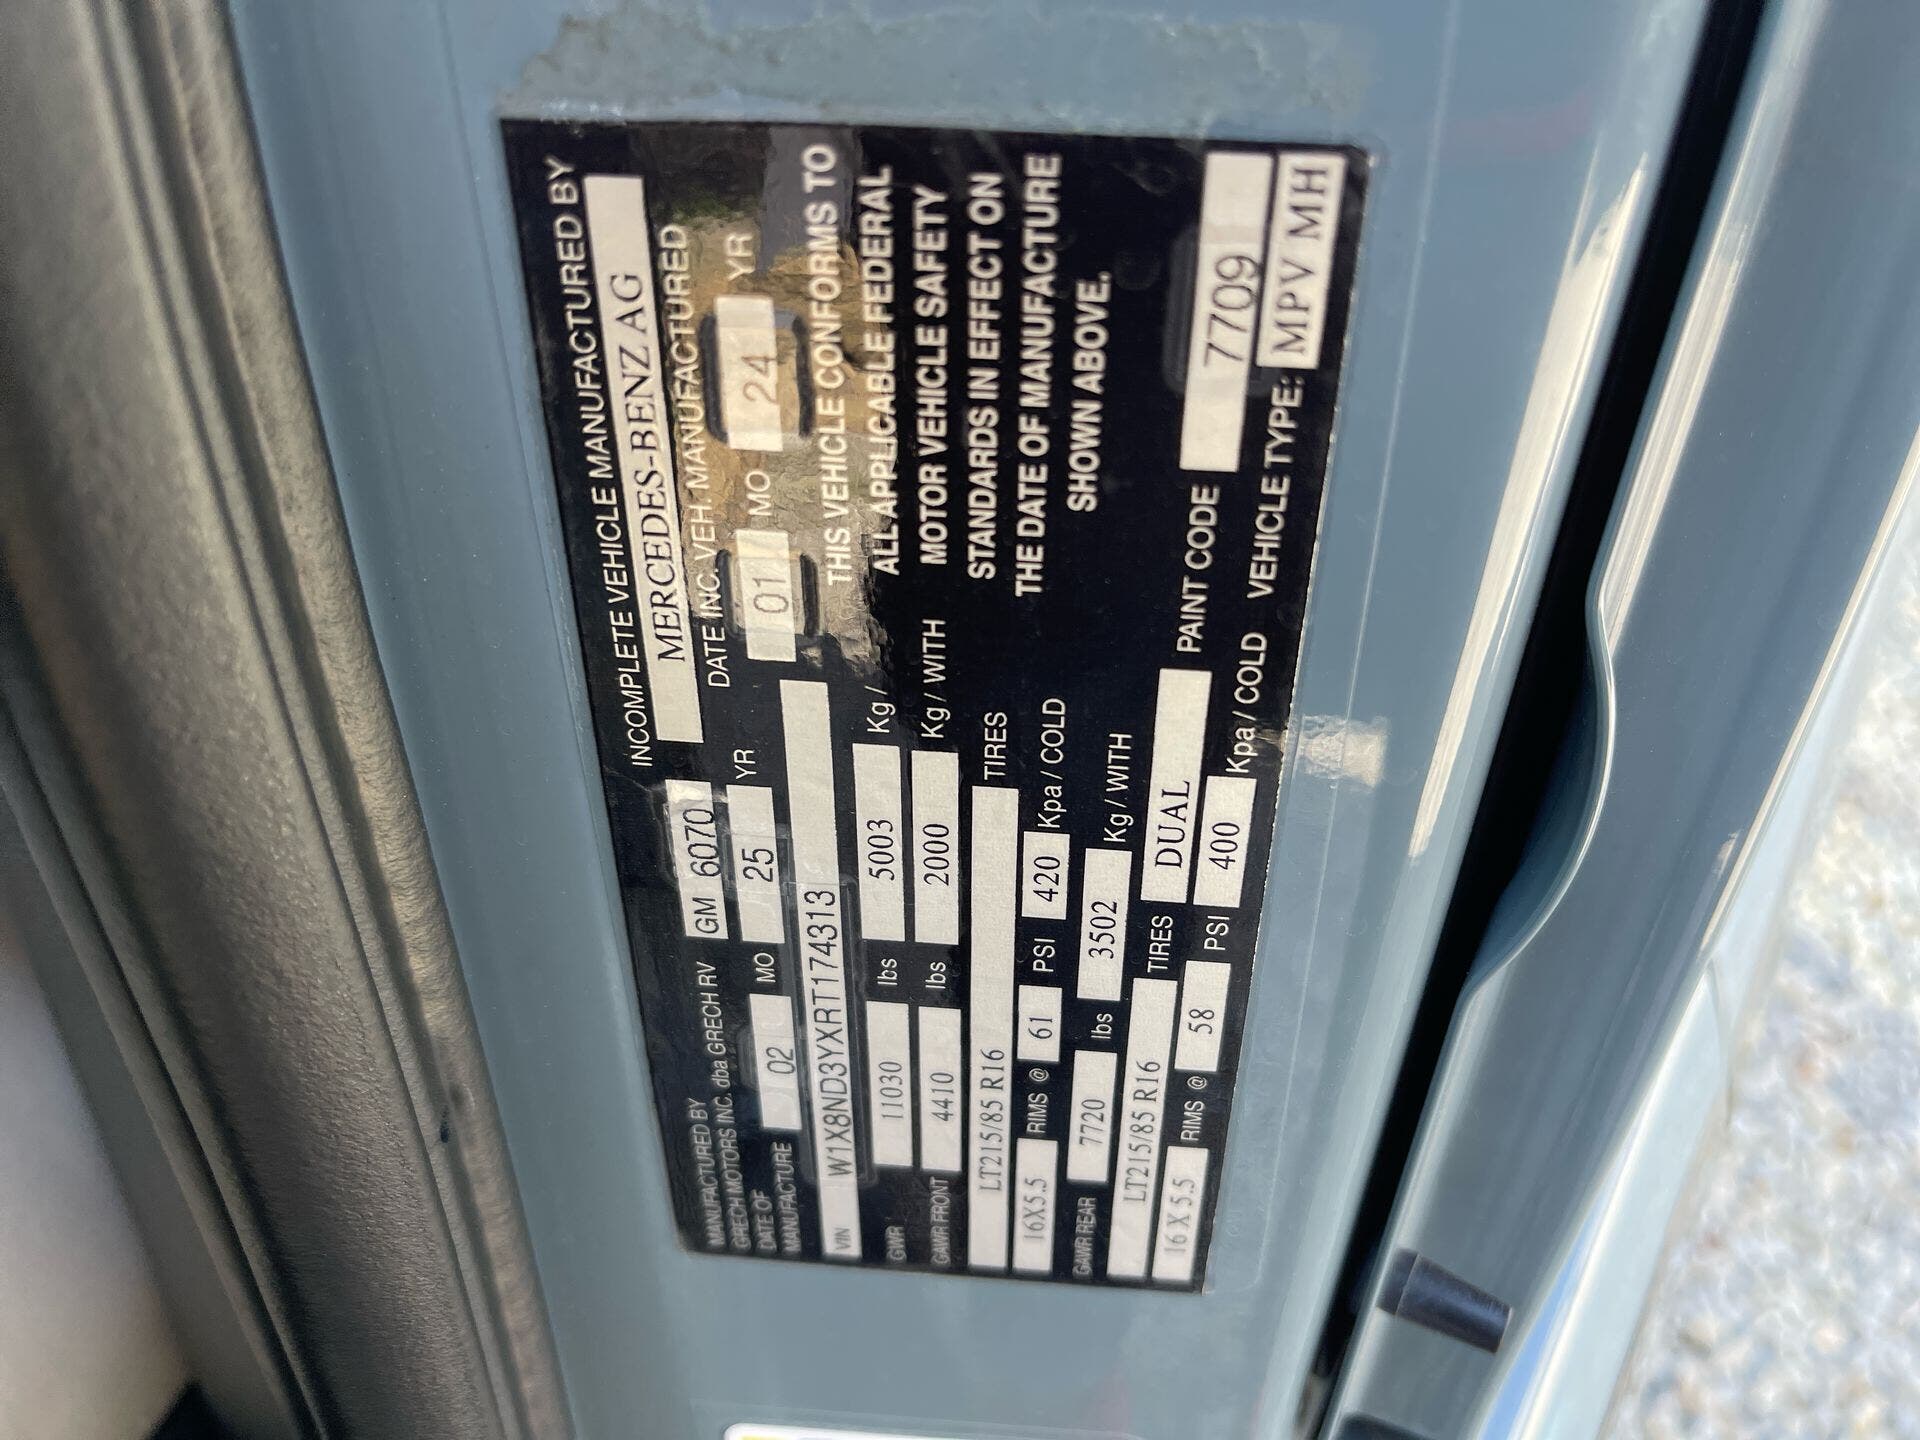 MANUFACTURED BY
GRECH MOTORS INC. dba GRECH RV GM 6070
DATE OF MANUFACTURE 02 MO 25 YR
INCOMPLETE VEHICLE MANUFACTURED BY
MERCEDES-BENZ AG
DATE INC. VEH. MANUFACTURED
01 MO 24 YR
VIN W1X8ND3YXRT174313
GVWR 11030 lbs 5003 Kg /
GAWR FRONT 4410 lbs 2000 Kg / WITH
LT215/85 R16 TIRES
16X5.5 RIMS @ 61 PSI 420 Kpa / COLD
GAWR REAR 7720 lbs 3502 Kg / WITH
LT215/85 R16 TIRES DUAL
16X5.5 RIMS @ 58 PSI 400 Kpa / COLD
THIS VEHICLE CONFORMS TO
ALL APPLICABLE FEDERAL
MOTOR VEHICLE SAFETY
STANDARDS IN EFFECT ON
THE DATE OF MANUFACTURE
SHOWN ABOVE.
PAINT CODE 7709
VEHICLE TYPE: MPV MH